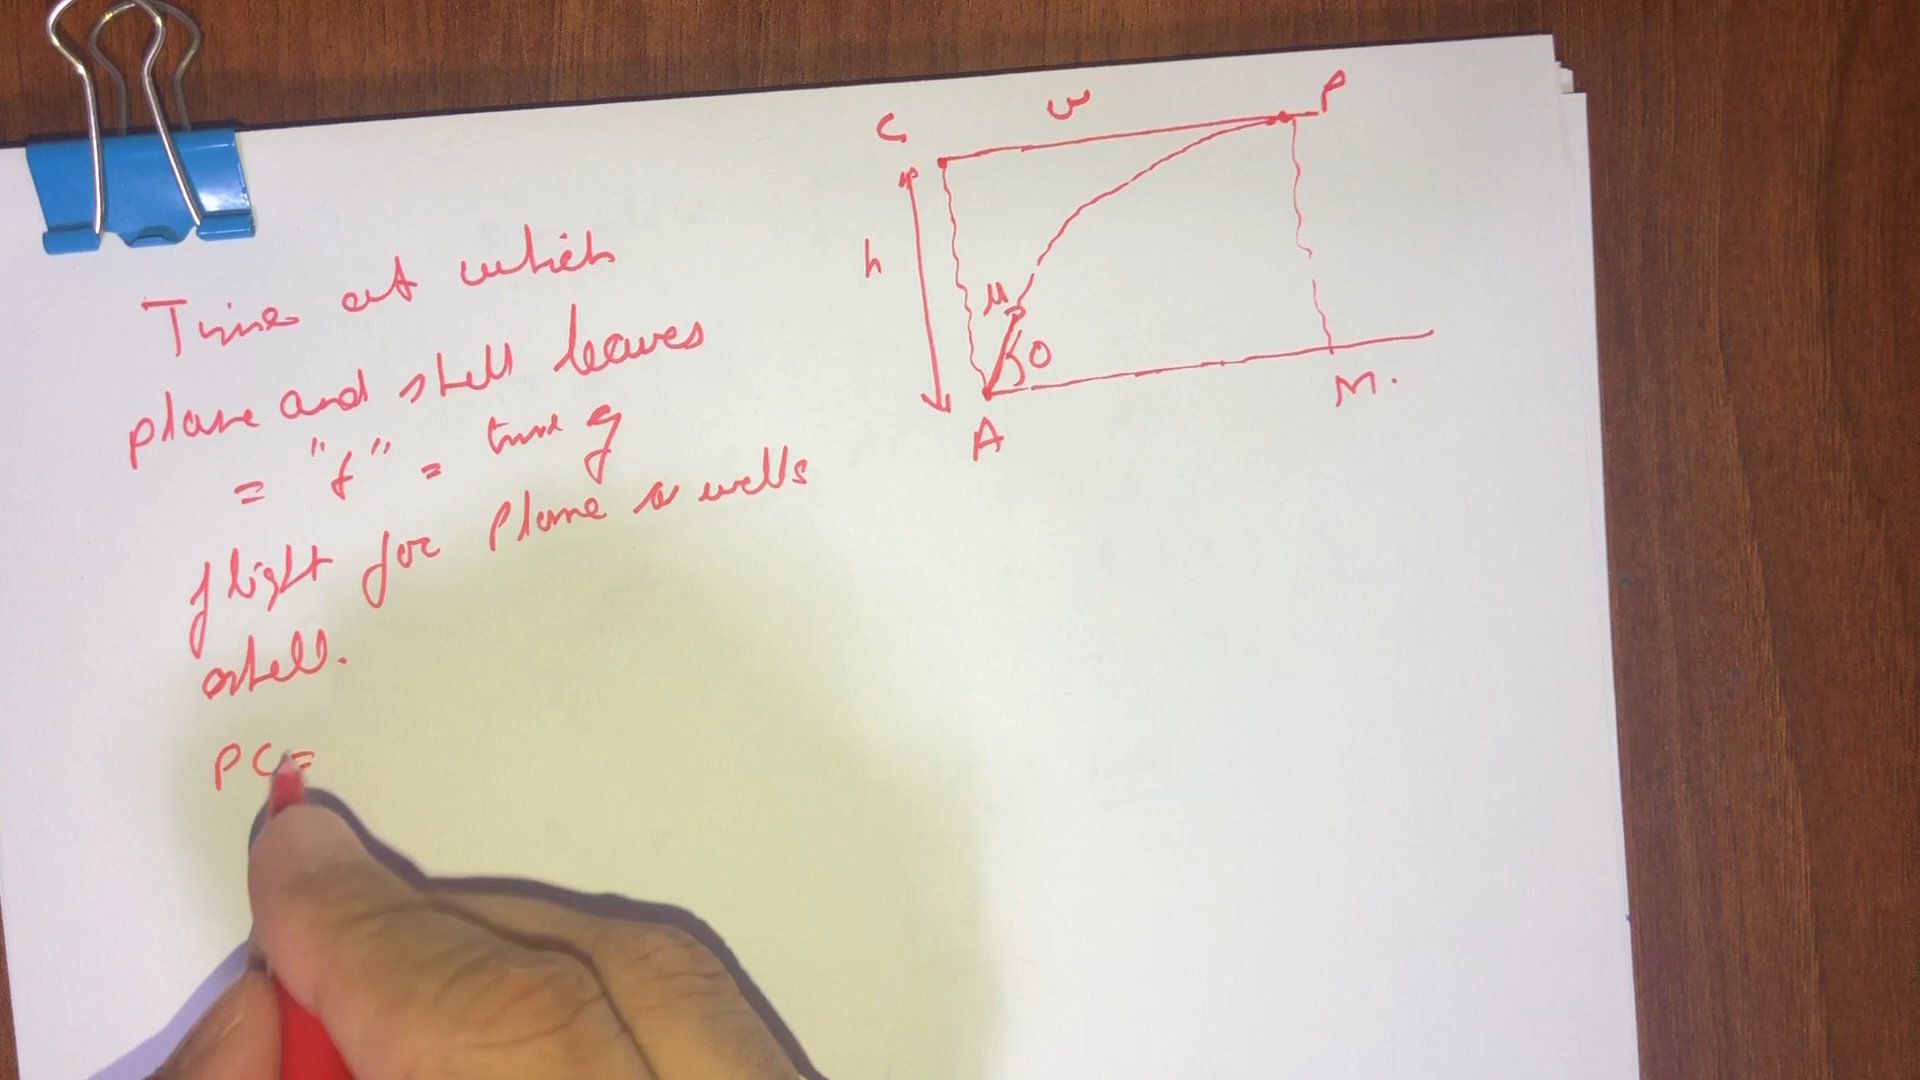 Time at which
plane and shell leaves
= "t" = time of
flight for Plane as wells
shell.
PC=
C
P
h
u
θ
A
M.